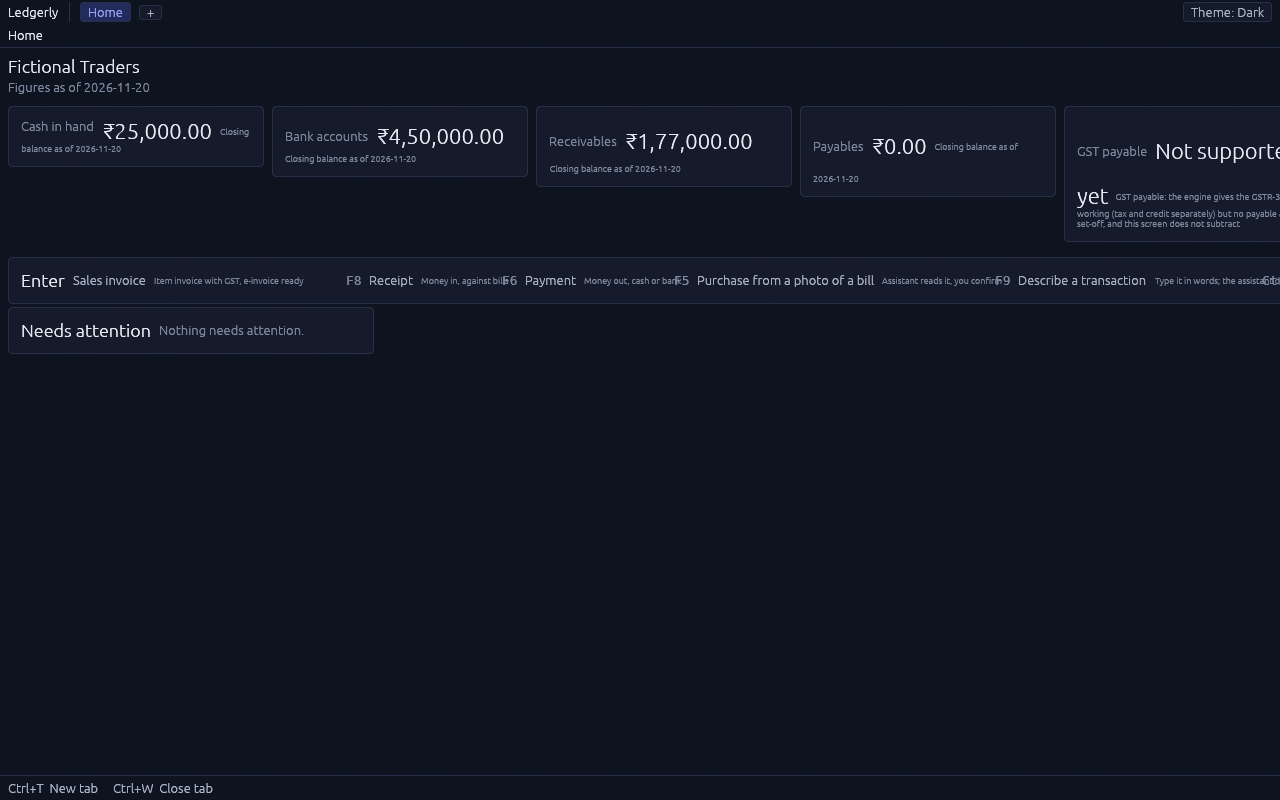 Ledgerly Home + Theme: Dark
Home
Fictional Traders
Figures as of 2026-11-20
Cash in hand ₹25,000.00 Closing
balance as of 2026-11-20
Bank accounts ₹4,50,000.00
Closing balance as of 2026-11-20
Receivables ₹1,77,000.00
Closing balance as of 2026-11-20
Payables ₹0.00 Closing balance as of
2026-11-20
GST payable Not supporte
yet GST payable: the engine gives the GSTR-3
working (tax and credit separately) but no payable
set-off, and this screen does not subtract
Enter Sales invoice Item invoice with GST, e-invoice ready F8 Receipt Money in, against bill F6 Payment Money out, cash or bank F5 Purchase from a photo of a bill Assistant reads it, you confirm F9 Describe a transaction Type it in words; the assistant
Needs attention Nothing needs attention.
Ctrl+T New tab Ctrl+W Close tab